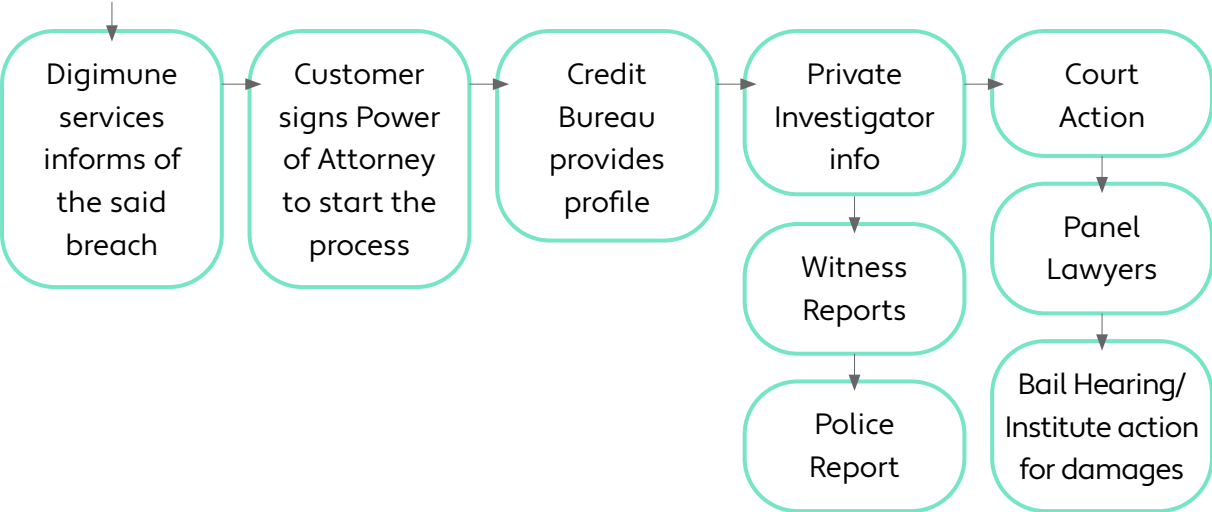 Digimune
services
informs of
the said
breach
Customer
signs Power
of Attorney
to start the
process
Credit
Bureau
provides
profile
Private
Investigator
info
Witness
Reports
Police
Report
Court
Action
Panel
Lawyers
Bail Hearing/
Institute action
for damages